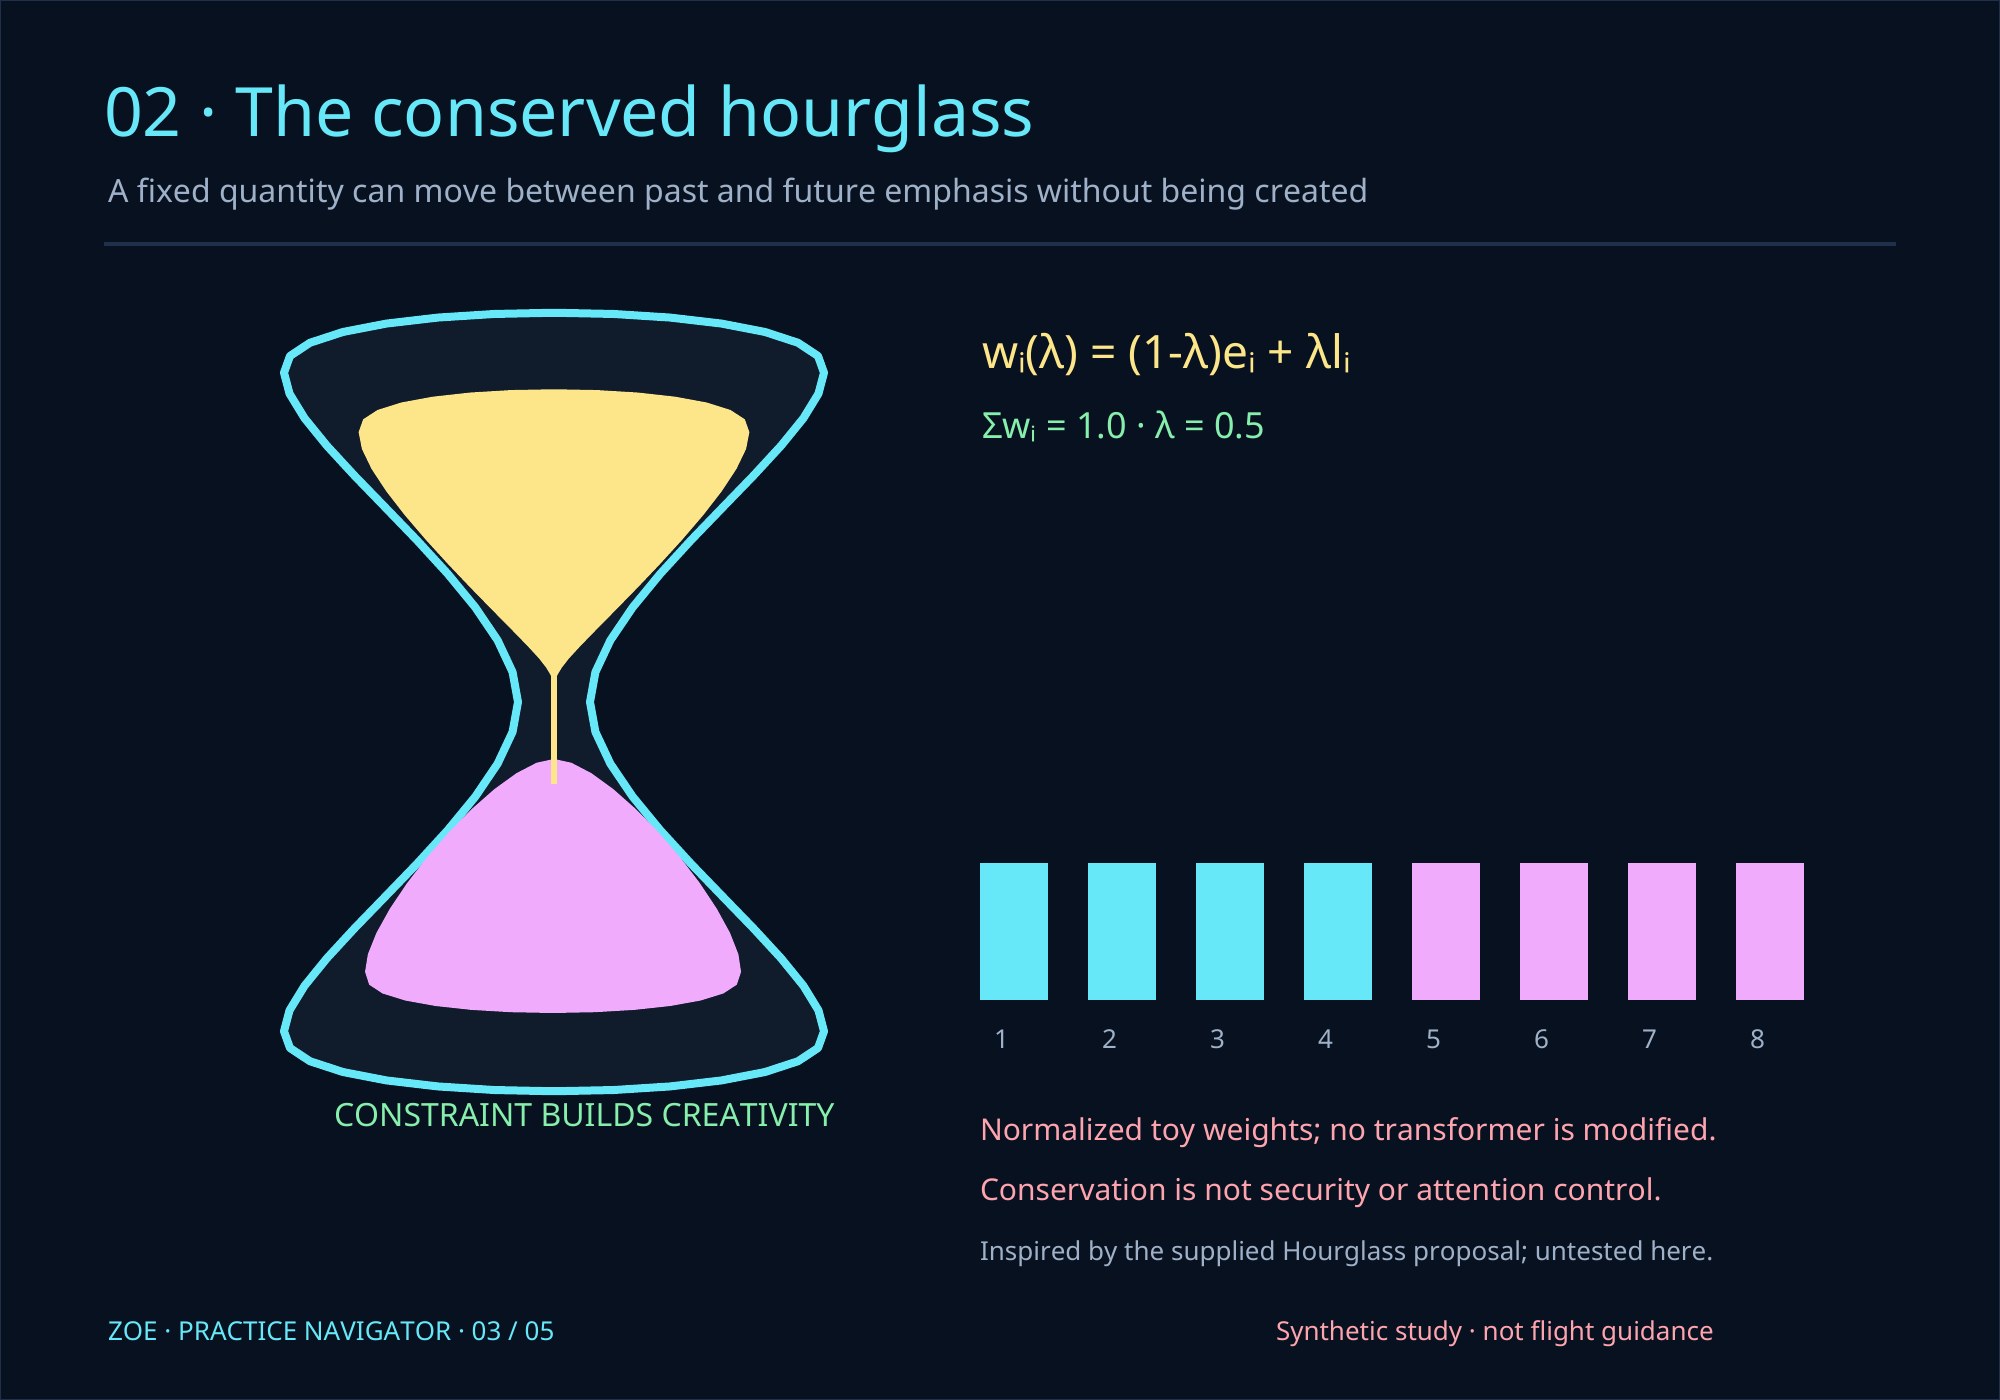 02 · The conserved hourglass
A fixed quantity can move between past and future emphasis without being created
wᵢ(λ) = (1-λ)eᵢ + λlᵢ
Σwᵢ = 1.0 · λ = 0.5
1 2 3 4 5 6 7 8
CONSTRAINT BUILDS CREATIVITY
Normalized toy weights; no transformer is modified.
Conservation is not security or attention control.
Inspired by the supplied Hourglass proposal; untested here.
ZOE · PRACTICE NAVIGATOR · 03 / 05
Synthetic study · not flight guidance